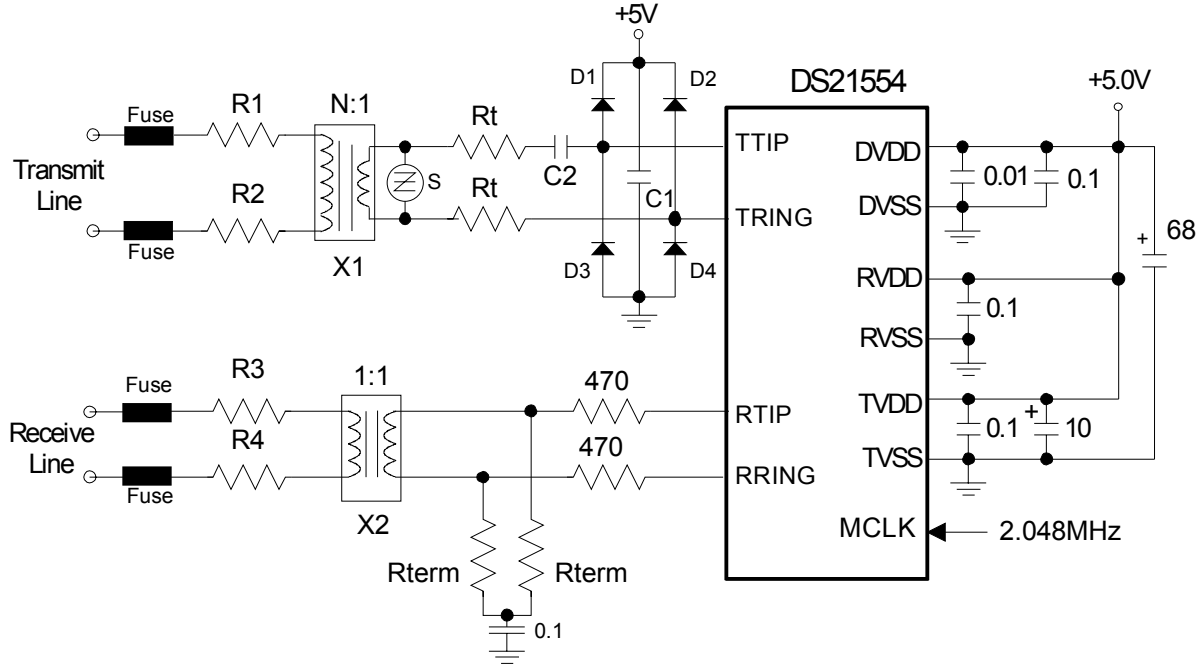 +5V
DS21554
+5.0V
D1
D2
Fuse
R1
N:1
Rt
C2
TTIP
DVDD
0.01
0.1
Transmit
Line
S
C1
R2
Rt
TRING
DVSS
Fuse
X1
D3
D4
68
+
RVDD
0.1
RVSS
Fuse
R3
1:1
470
RTIP
TVDD
+
Receive
Line
R4
470
0.1
10
RRING
TVSS
Fuse
X2
MCLK
2.048MHz
Rterm
Rterm
0.1